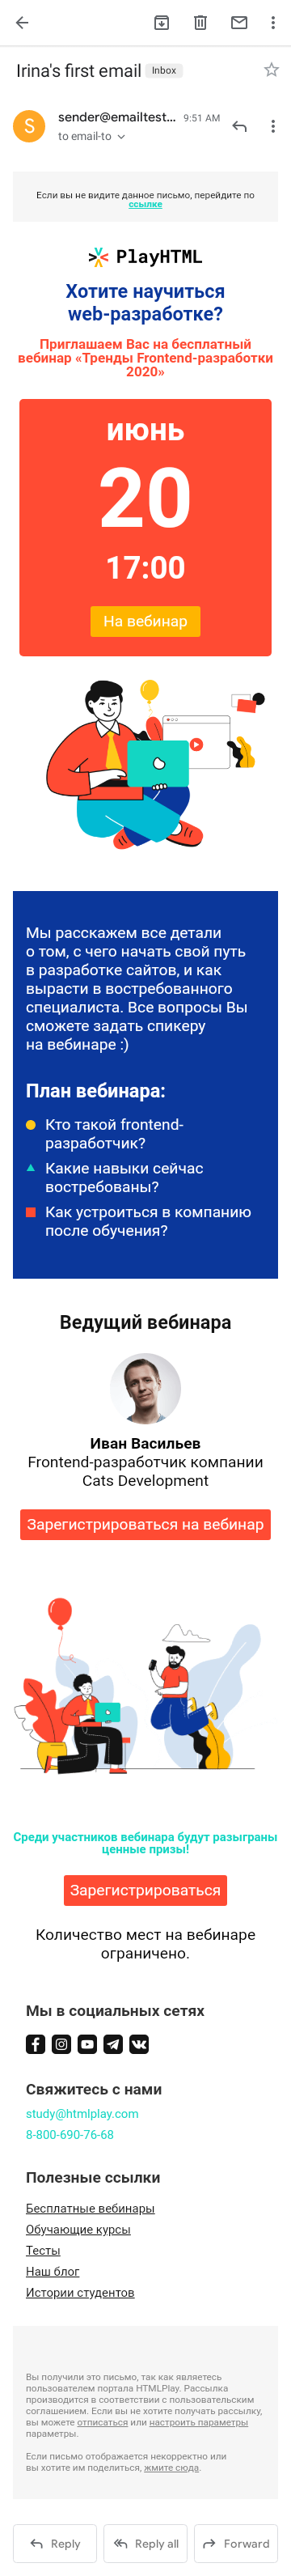 Irina's first email Inbox
S
sender@emailtest... 9:51 AM
to email-to
Если вы не видите данное письмо, перейдите по
ссылке
PlayHTML
Хотите научиться
web-разработке?
Приглашаем Вас на бесплатный
вебинар «Тренды Frontend-разработки
2020»
июнь
20
17:00
На вебинар
Мы расскажем все детали
о том, с чего начать свой путь
в разработке сайтов, и как
вырасти в востребованного
специалиста. Все вопросы Вы
сможете задать спикеру
на вебинаре :)
План вебинара:
Кто такой frontend-
разработчик?
Какие навыки сейчас
востребованы?
Как устроиться в компанию
после обучения?
Ведущий вебинара
Иван Васильев
Frontend-разработчик компании
Cats Development
Зарегистрироваться на вебинар
Среди участников вебинара будут разыграны
ценные призы!
Зарегистрироваться
Количество мест на вебинаре
ограничено.
Мы в социальных сетях
Свяжитесь с нами
study@htmlplay.com
8-800-690-76-68
Полезные ссылки
Бесплатные вебинары
Обучающие курсы
Тесты
Наш блог
Истории студентов
Вы получили это письмо, так как являетесь
пользователем портала HTMLPlay. Рассылка
производится в соответствии с пользовательским
соглашением. Если вы не хотите получать рассылку,
вы можете отписаться или настроить параметры
параметры.
Если письмо отображается некорректно или
вы хотите им поделиться, жмите сюда.
Reply Reply all Forward